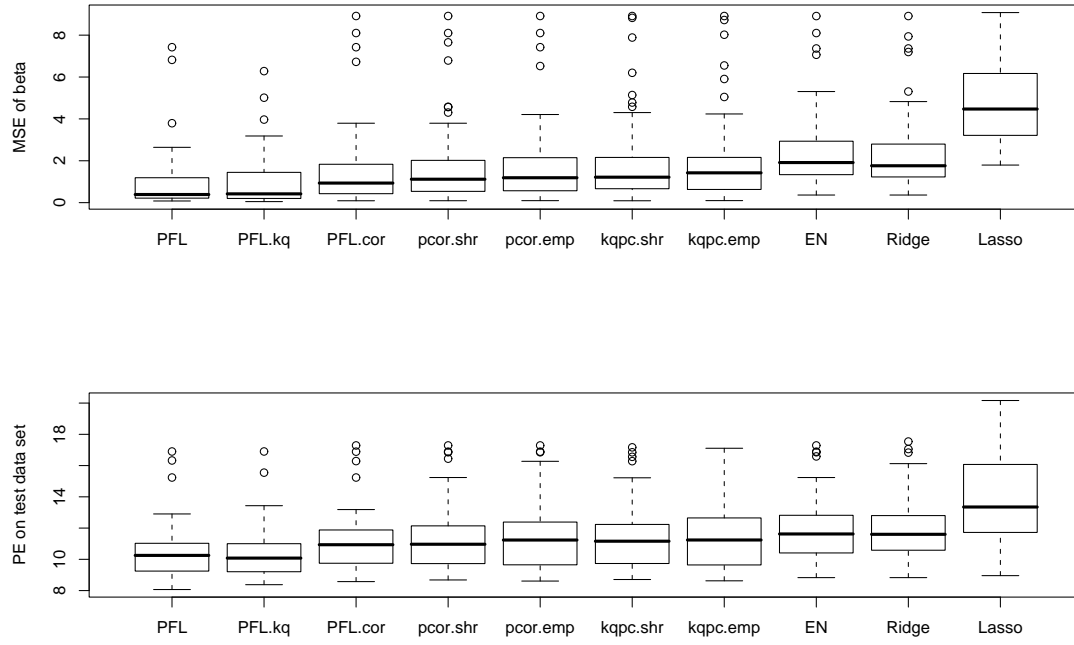 MSE of beta
8
6
4
2
0
PFL PFL.kq PFL.cor pcor.shr pcor.emp kqpc.shr kqpc.emp EN Ridge Lasso
PE on test data set
18
14
10
8
PFL PFL.kq PFL.cor pcor.shr pcor.emp kqpc.shr kqpc.emp EN Ridge Lasso